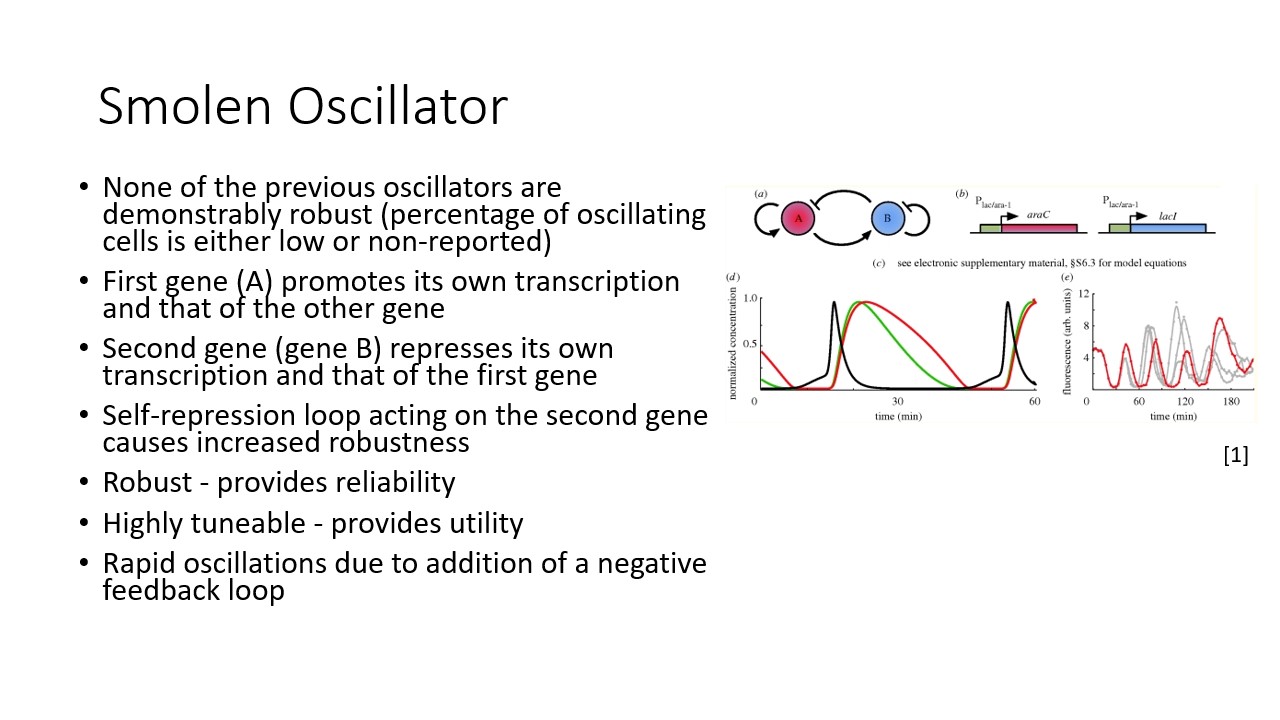 Smolen Oscillator
• None of the previous oscillators are
demonstrably robust (percentage of oscillating
cells is either low or non-reported)
• First gene (A) promotes its own transcription
and that of the other gene
• Second gene (gene B) represses its own
transcription and that of the first gene
• Self-repression loop acting on the second gene
causes increased robustness
• Robust - provides reliability
• Highly tuneable - provides utility
• Rapid oscillations due to addition of a negative
feedback loop
(a)
A
B
(b)
Plac/ara-1
araC
Plac/ara-1
lacI
(c) see electronic supplementary material, §S6.3 for model equations
(d)
normalized concentration
1.0
0.5
0
30
60
time (min)
(e)
fluorescence (arb. units)
12
8
4
0
60
120
180
time (min)
[1]